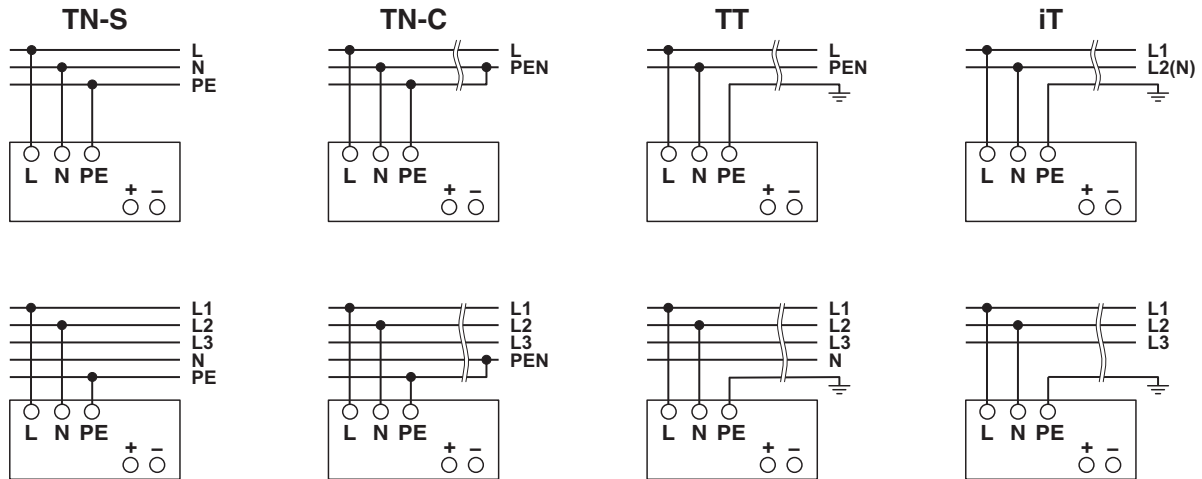 TN-S
L
N
PE
L N PE
+ –
TN-C
L
PEN
L N PE
+ –
TT
L
PEN
L N PE
+ –
iT
L1
L2(N)
L N PE
+ –
L1
L2
L3
N
PE
L N PE
+ –
L1
L2
L3
PEN
L N PE
+ –
L1
L2
L3
N
L N PE
+ –
L1
L2
L3
L N PE
+ –